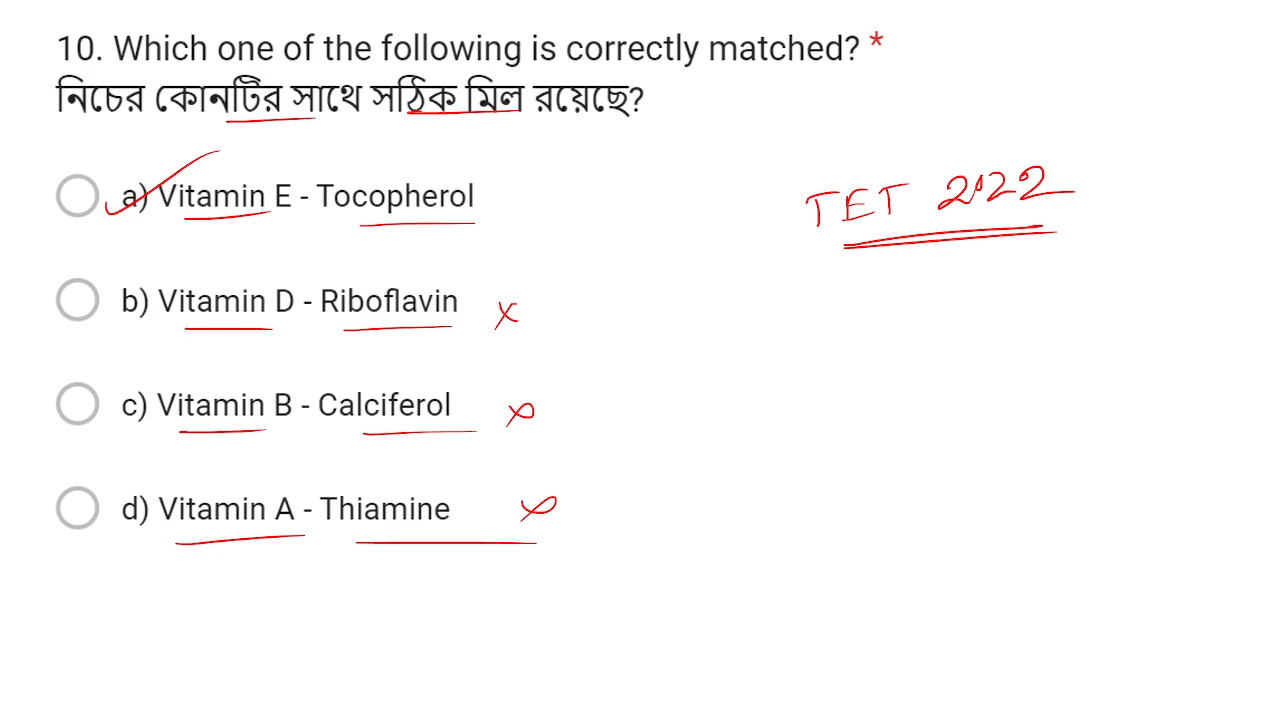 10. Which one of the following is correctly matched? *
নিচের কোনটির সাথে সঠিক মিল রয়েছে?
a) Vitamin E - Tocopherol
TET 2022
b) Vitamin D - Riboflavin
c) Vitamin B - Calciferol
d) Vitamin A - Thiamine